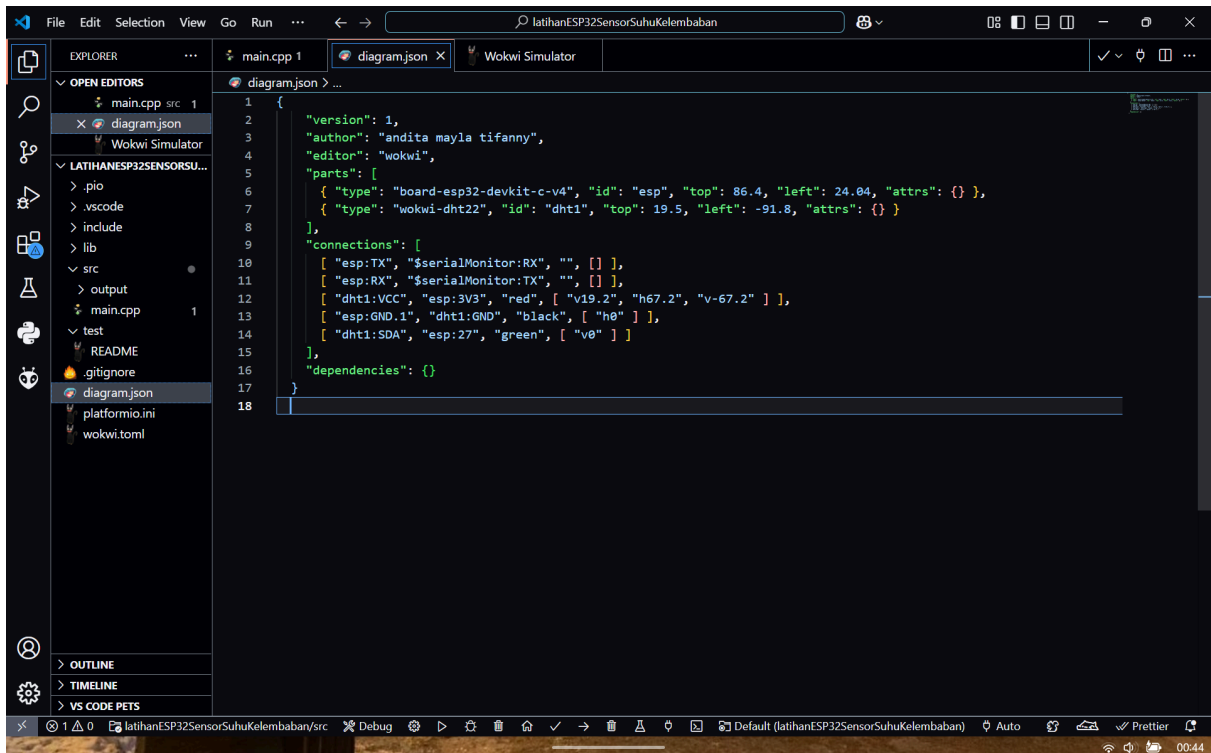 File Edit Selection View Go Run ··· latihanESP32SensorSuhuKelembaban
EXPLORER ···
OPEN EDITORS
main.cpp src 1
diagram.json
Wokwi Simulator
LATIHANESP32SENSORSU...
.pio
.vscode
include
lib
src
output
main.cpp 1
test
README
.gitignore
diagram.json
platformio.ini
wokwi.toml
OUTLINE
TIMELINE
VS CODE PETS
main.cpp 1 diagram.json Wokwi Simulator
diagram.json > ...
1 {
2 "version": 1,
3 "author": "andita mayla tifanny",
4 "editor": "wokwi",
5 "parts": [
6 { "type": "board-esp32-devkit-c-v4", "id": "esp", "top": 86.4, "left": 24.04, "attrs": {} },
7 { "type": "wokwi-dht22", "id": "dht1", "top": 19.5, "left": -91.8, "attrs": {} }
8 ],
9 "connections": [
10 [ "esp:TX", "$serialMonitor:RX", "", [] ],
11 [ "esp:RX", "$serialMonitor:TX", "", [] ],
12 [ "dht1:VCC", "esp:3V3", "red", [ "v19.2", "h67.2", "v-67.2" ] ],
13 [ "esp:GND.1", "dht1:GND", "black", [ "h0" ] ],
14 [ "dht1:SDA", "esp:27", "green", [ "v0" ] ]
15 ],
16 "dependencies": {}
17 }
18
1 0 latihanESP32SensorSuhuKelembaban/src Debug Default (latihanESP32SensorSuhuKelembaban) Auto Prettier
00:44